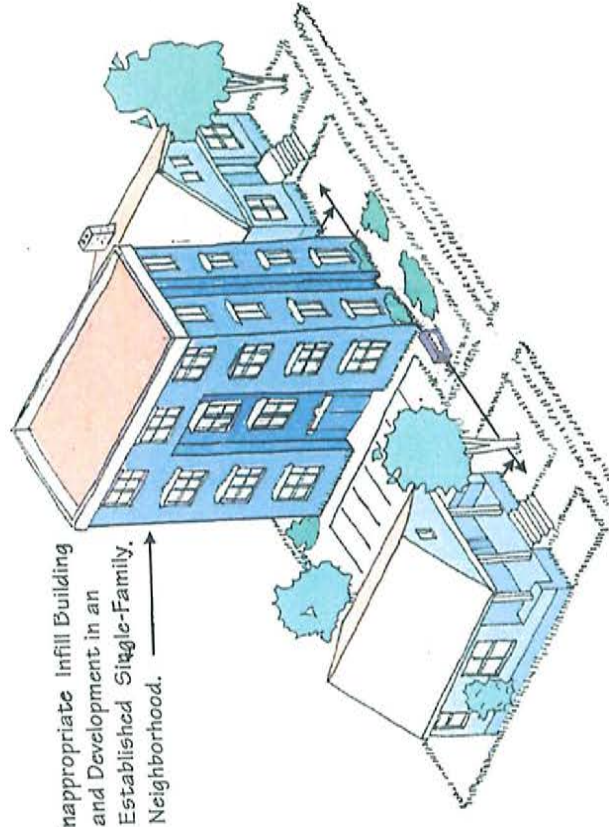 nappropriate Infill Building
and Development in an
Established Single-Family.
Neighborhood.